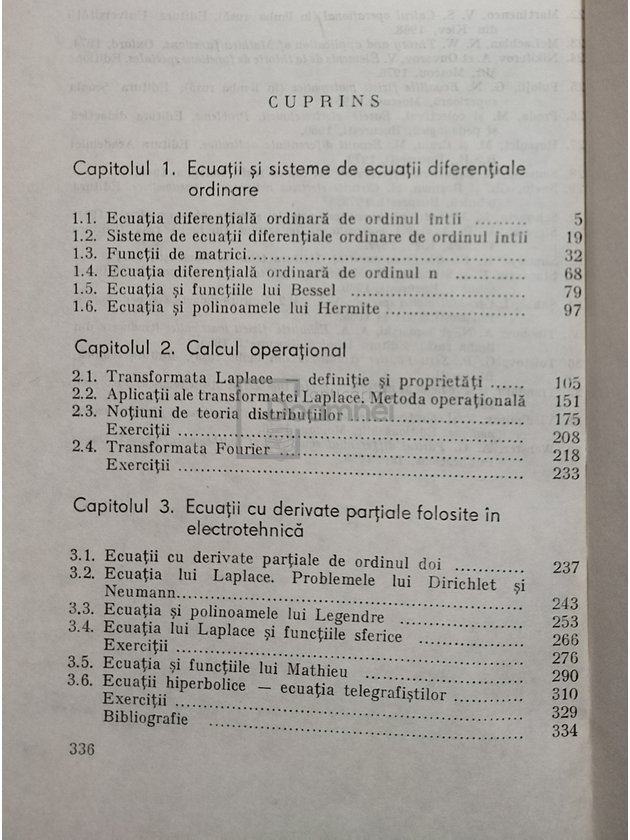 CUPRINS
Capitolul 1. Ecuații și sisteme de ecuații diferențiale
ordinare
1.1. Ecuația diferențială ordinară de ordinul întîi ......... 5
1.2. Sisteme de ecuații diferențiale ordinare de ordinul întîi 19
1.3. Funcții de matrici................................. 32
1.4. Ecuația diferențială ordinară de ordinul n ............ 68
1.5. Ecuația și funcțiile lui Bessel ...................... 79
1.6. Ecuația și polinoamele lui Hermite.................. 97
Capitolul 2. Calcul operațional
2.1. Transformata Laplace — definiție și proprietăți ...... 105
2.2. Aplicații ale transformatei Laplace. Metoda operațională 151
2.3. Noțiuni de teoria distribuțiilor ...................... 175
Exerciții ........................................ 208
2.4. Transformata Fourier .............................. 218
Exerciții ........................................ 233
Capitolul 3. Ecuații cu derivate parțiale folosite în
electrotehnică
3.1. Ecuații cu derivate parțiale de ordinul doi ............ 237
3.2. Ecuația lui Laplace. Problemele lui Dirichlet și
Neumann........................................ 243
3.3. Ecuația și polinoamele lui Legendre ................ 253
3.4. Ecuația lui Laplace și funcțiile sferice .............. 266
Exerciții ........................................ 276
3.5. Ecuația și funcțiile lui Mathieu .................... 290
3.6. Ecuații hiperbolice — ecuația telegrafiștilor .......... 310
Exerciții ........................................ 329
Bibliografie ...................................... 334
336